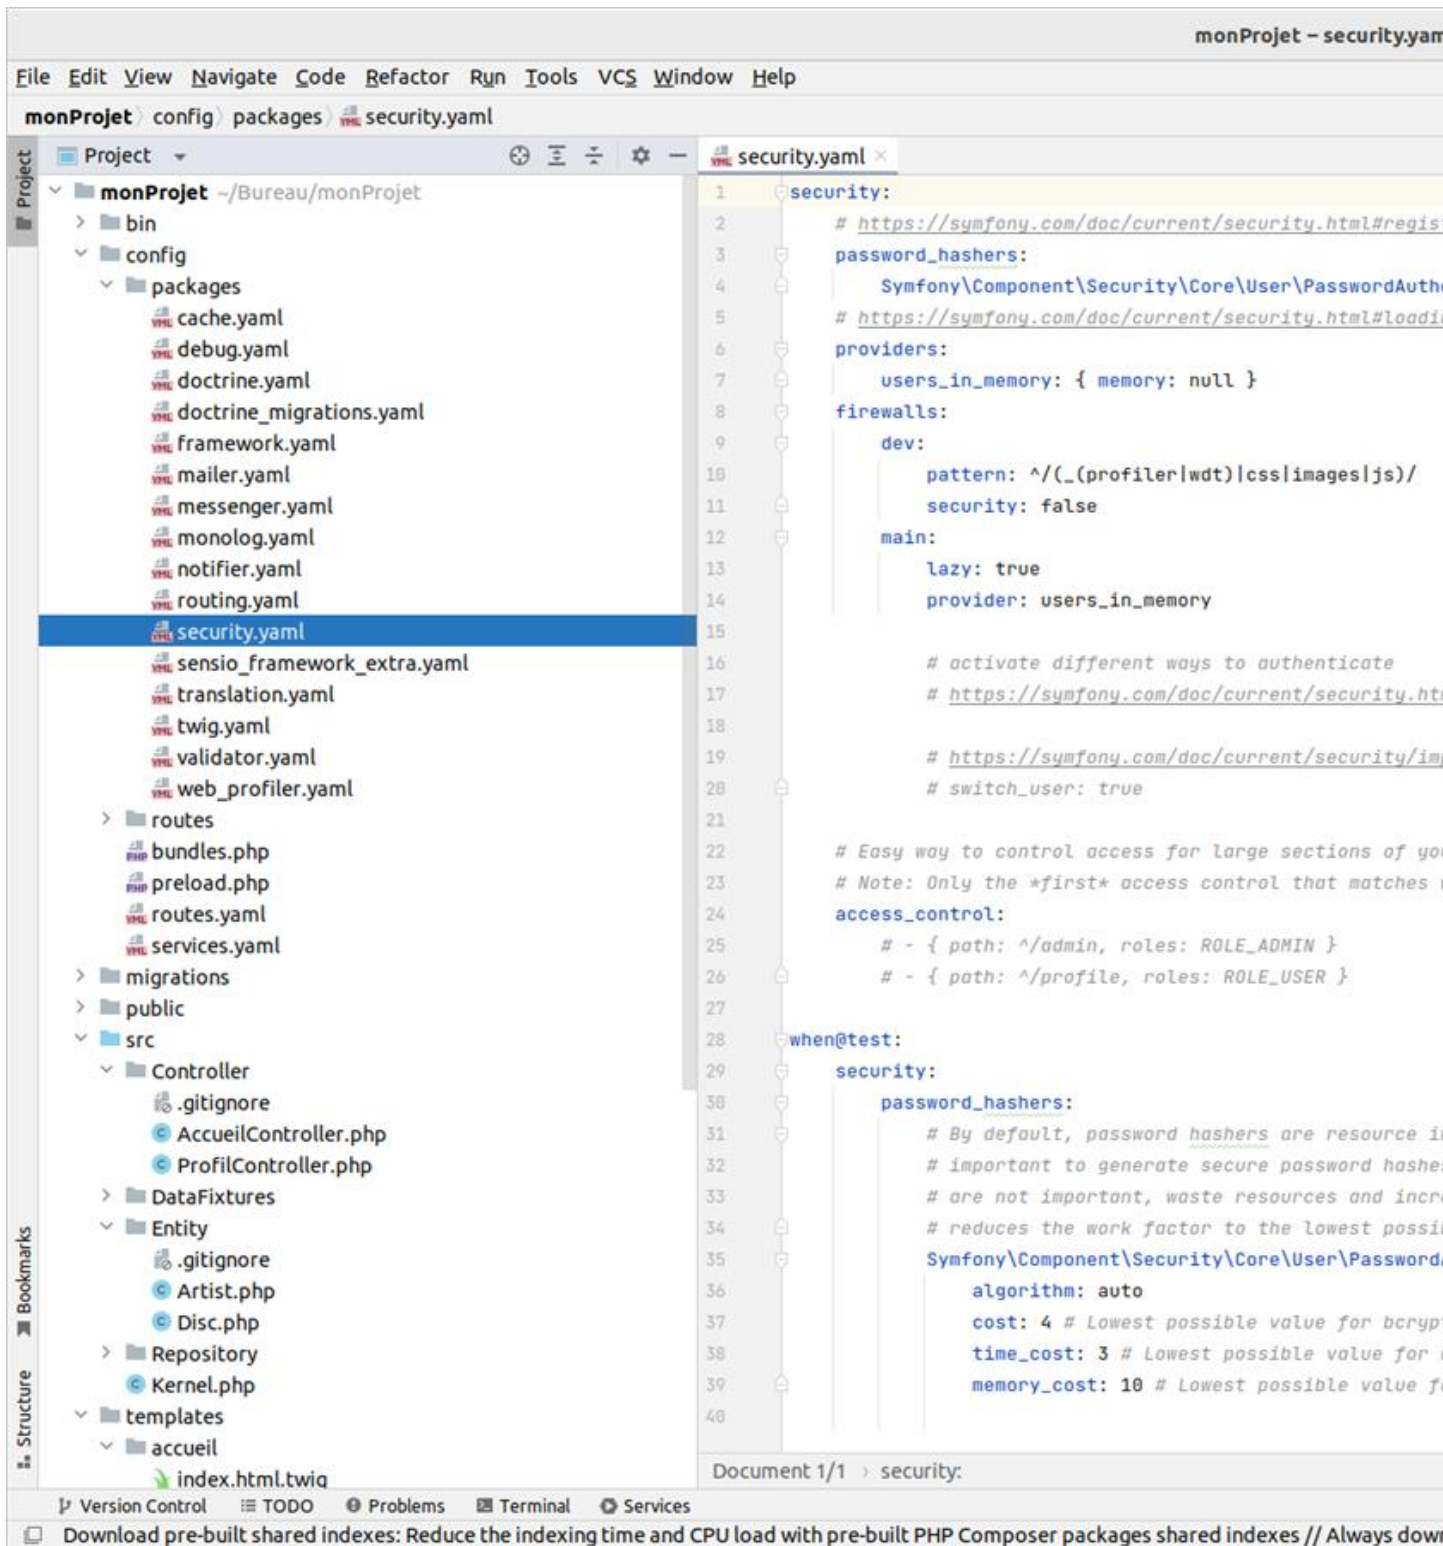 monProjet – security.yam
File Edit View Navigate Code Refactor Run Tools VCS Window Help
monProjet config packages security.yaml
Project
Project
monProjet ~/Bureau/monProjet
bin
config
packages
cache.yaml
debug.yaml
doctrine.yaml
doctrine_migrations.yaml
framework.yaml
mailer.yaml
messenger.yaml
monolog.yaml
notifier.yaml
routing.yaml
security.yaml
sensio_framework_extra.yaml
translation.yaml
twig.yaml
validator.yaml
web_profiler.yaml
routes
bundles.php
preload.php
routes.yaml
services.yaml
migrations
public
src
Controller
.gitignore
AccueilController.php
ProfilController.php
DataFixtures
Entity
.gitignore
Artist.php
Disc.php
Repository
Kernel.php
templates
accueil
index.html.twig
Bookmarks
Structure
security.yaml
1 security:
2 # https://symfony.com/doc/current/security.html#regis
3 password_hashers:
4 Symfony\Component\Security\Core\User\PasswordAuth
5 # https://symfony.com/doc/current/security.html#loadi
6 providers:
7 users_in_memory: { memory: null }
8 firewalls:
9 dev:
10 pattern: ^/(_(profiler|wdt)|css|images|js)/
11 security: false
12 main:
13 lazy: true
14 provider: users_in_memory
15
16 # activate different ways to authenticate
17 # https://symfony.com/doc/current/security.ht
18
19 # https://symfony.com/doc/current/security/im
20 # switch_user: true
21
22 # Easy way to control access for large sections of yo
23 # Note: Only the *first* access control that matches
24 access_control:
25 # - { path: ^/admin, roles: ROLE_ADMIN }
26 # - { path: ^/profile, roles: ROLE_USER }
27
28 when@test:
29 security:
30 password_hashers:
31 # By default, password hashers are resource i
32 # important to generate secure password hashe
33 # are not important, waste resources and incr
34 # reduces the work factor to the lowest possi
35 Symfony\Component\Security\Core\User\Password
36 algorithm: auto
37 cost: 4 # Lowest possible value for bcryp
38 time_cost: 3 # Lowest possible value for
39 memory_cost: 10 # Lowest possible value f
40
Document 1/1 security:
Version Control TODO Problems Terminal Services
Download pre-built shared indexes: Reduce the indexing time and CPU load with pre-built PHP Composer packages shared indexes // Always down